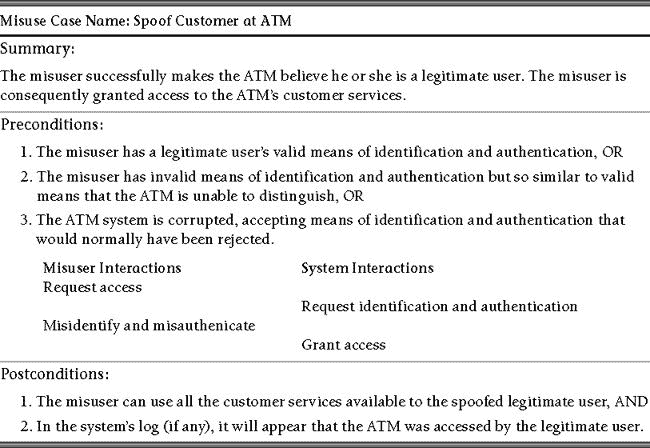 Misuse Case Name: Spoof Customer at ATM
Summary:
The misuser successfully makes the ATM believe he or she is a legitimate user. The misuser is
consequently granted access to the ATM's customer services.
Preconditions:
1. The misuser has a legitimate user's valid means of identification and authentication, OR
2. The misuser has invalid means of identification and authentication but so similar to valid
means that the ATM is unable to distinguish, OR
3. The ATM system is corrupted, accepting means of identification and authentication that
would normally have been rejected.
Misuser Interactions System Interactions
Request access
Request identification and authentication
Misidentify and misauthenicate
Grant access
Postconditions:
1. The misuser can use all the customer services available to the spoofed legitimate user, AND
2. In the system's log (if any), it will appear that the ATM was accessed by the legitimate user.